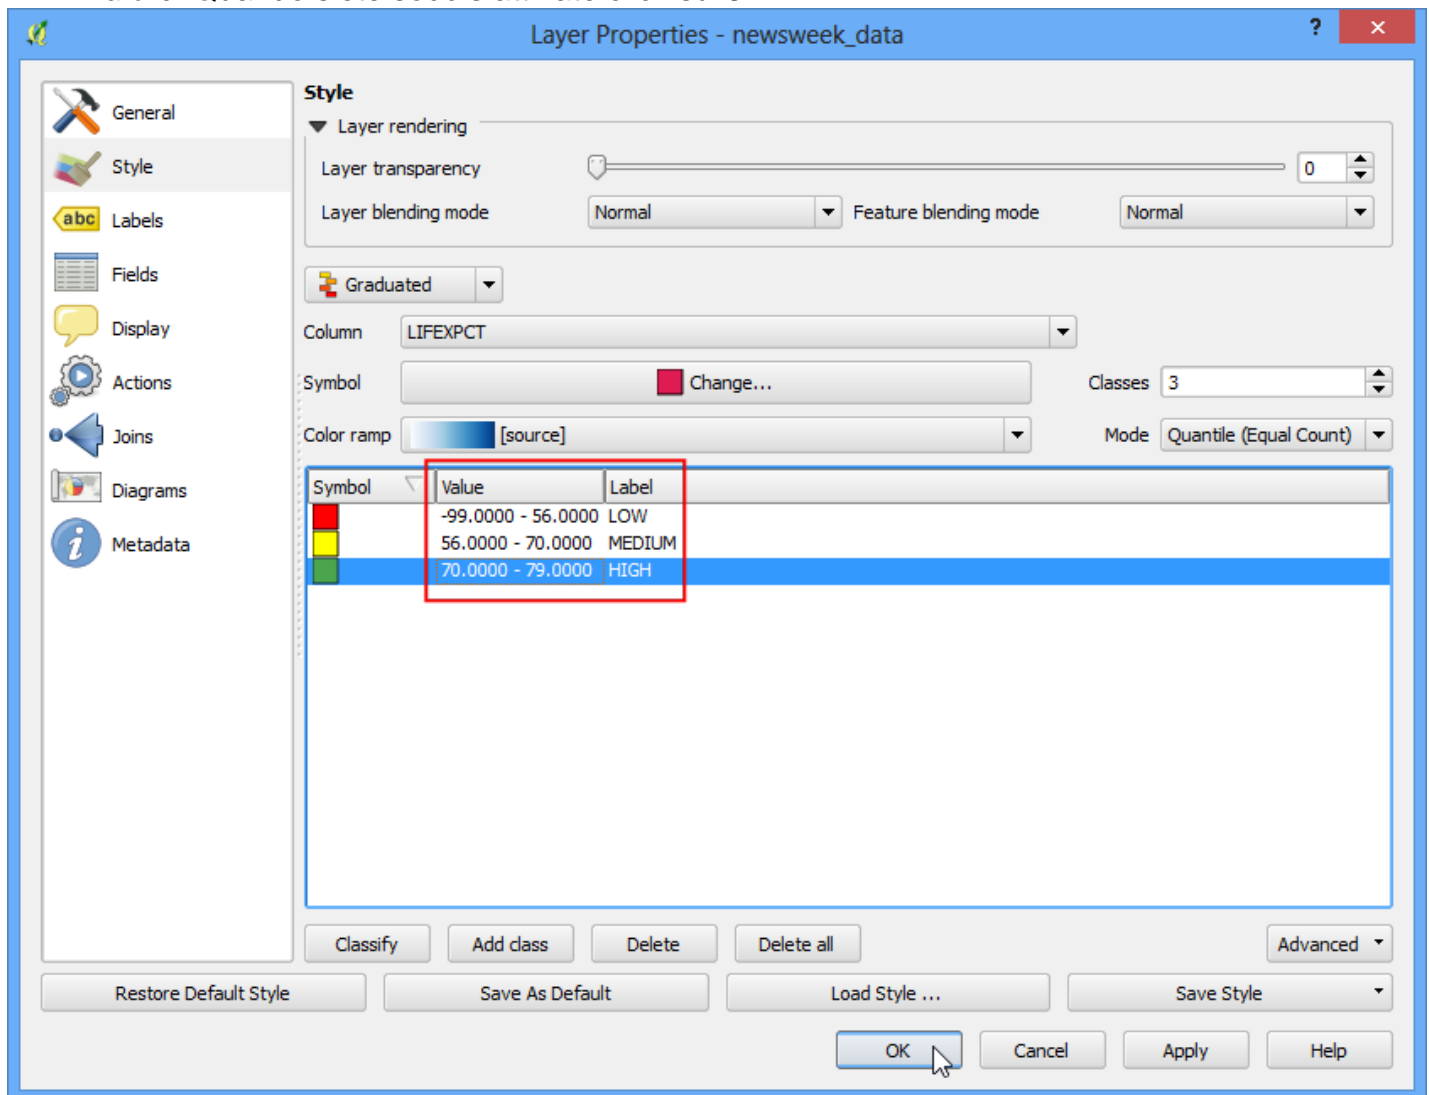 Layer Properties - newsweek_data
?
General
Style
Labels
Fields
Display
Actions
Joins
Diagrams
Metadata
Style
Layer rendering
Layer transparency 0
Layer blending mode Normal Feature blending mode Normal
Graduated
Column LIFEXPCT
Symbol Change... Classes 3
Color ramp [source] Mode Quantile (Equal Count)
Symbol Value Label
-99.0000 - 56.0000 LOW
56.0000 - 70.0000 MEDIUM
70.0000 - 79.0000 HIGH
Classify Add class Delete Delete all Advanced
Restore Default Style Save As Default Load Style ... Save Style
OK Cancel Apply Help
abc